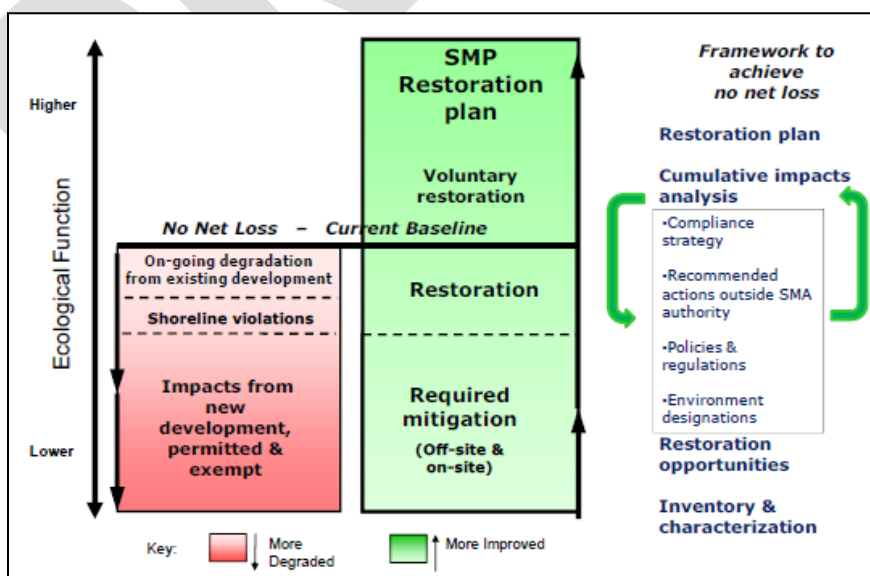 SMP
Restoration
plan
Voluntary
restoration
Framework to
achieve
no net loss
Higher
Ecological Function
Lower
No Net Loss – Current Baseline
On-going degradation
from existing development
Shoreline violations
Impacts from
new
development,
permitted &
exempt
Restoration
Required
mitigation
(Off-site &
on-site)
Restoration plan
Cumulative impacts
analysis
•Compliance
strategy
•Recommended
actions outside SMA
authority
•Policies &
regulations
•Environment
designations
Restoration
opportunities
Inventory &
characterization
Key:
More
Degraded
More Improved